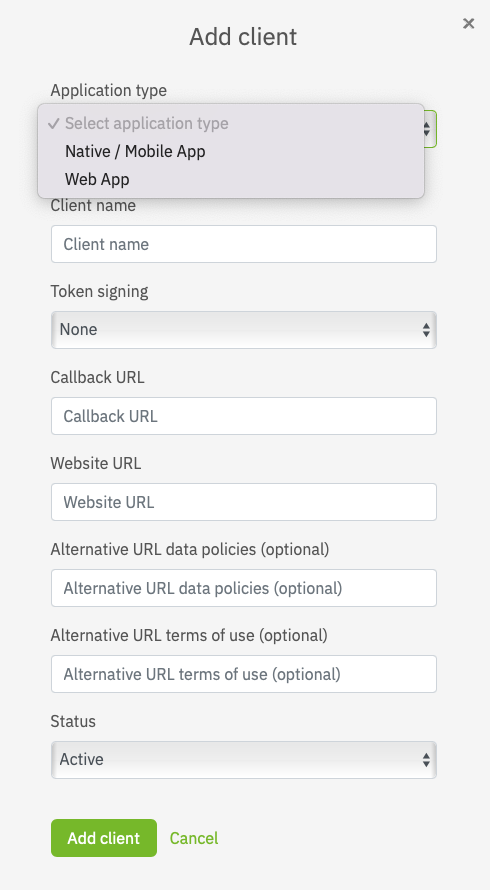 ×
Add client
Application type
✓ Select application type
Native / Mobile App
Web App
Client name
Client name
Token signing
None
Callback URL
Callback URL
Website URL
Website URL
Alternative URL data policies (optional)
Alternative URL data policies (optional)
Alternative URL terms of use (optional)
Alternative URL terms of use (optional)
Status
Active
Add client Cancel